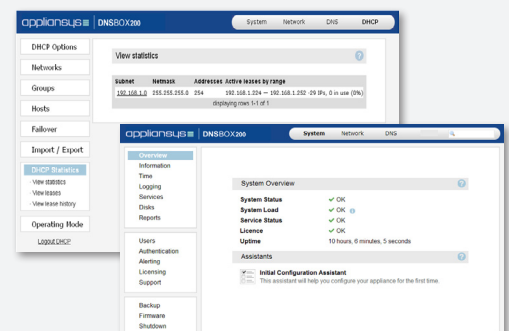 appliansys DNSBOX200 System Network DNS DHCP
DHCP Options
Networks
Groups
Hosts
Failover
Import / Export
DHCP Statistics
View statistics
View leases
View lease history
Operating Mode
Logout DHCP
View statistics ?
Subnet Netmask Addresses Active leases by range
192.168.1.0 255.255.255.0 254 192.168.1.224 — 192.168.1.252 -29 IPs, 0 in use (0%)
displaying rows 1-1 of 1
appliansys DNSBOX200 System Network DNS
Overview
Information
Time
Logging
Services
Disks
Reports
Users
Authentication
Alerting
Licensing
Support
Backup
Firmware
Shutdown
System Overview ?
System Status ✔ OK
System Load ✔ OK
Service Status ✔ OK
Licence ✔ OK
Uptime 10 hours, 6 minutes, 5 seconds
Assistants ?
Initial Configuration Assistant
This assistant will help you configure your appliance for the first time.